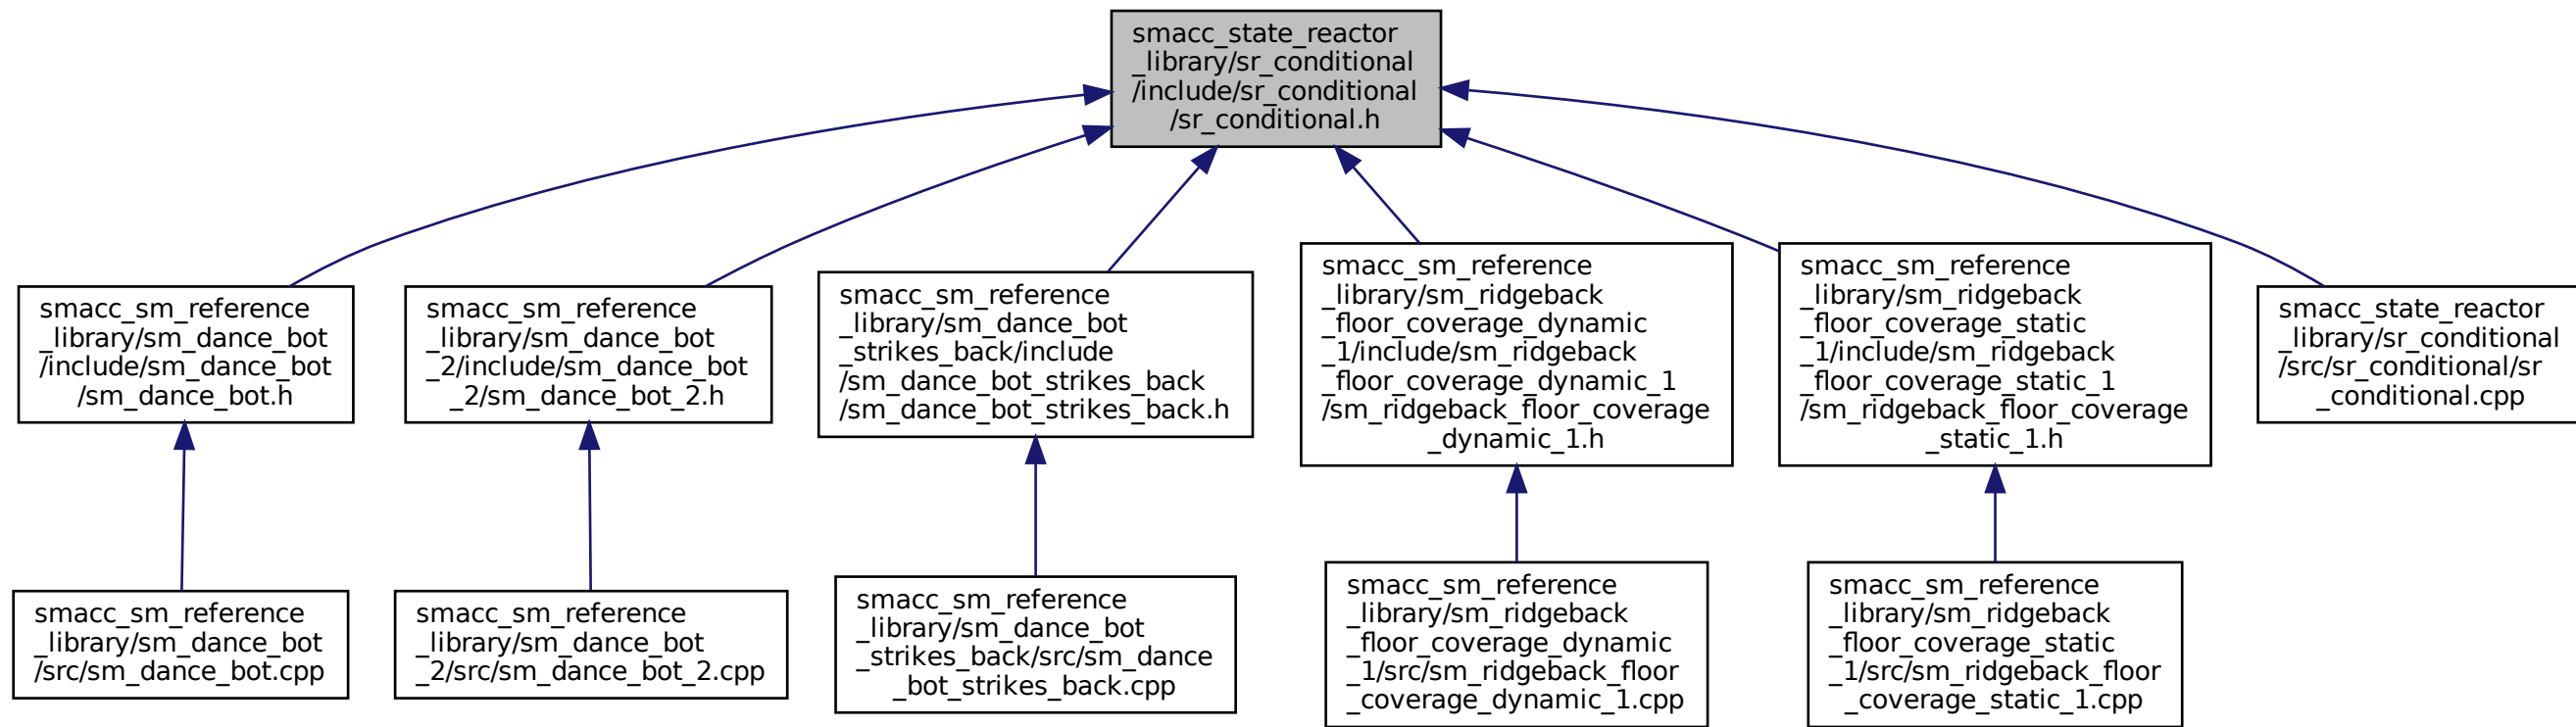 smacc_state_reactor
_library/sr_conditional
/include/sr_conditional
/sr_conditional.h
smacc_sm_reference
_library/sm_dance_bot
/include/sm_dance_bot
/sm_dance_bot.h
smacc_sm_reference
_library/sm_dance_bot
_2/include/sm_dance_bot
_2/sm_dance_bot_2.h
smacc_sm_reference
_library/sm_dance_bot
_strikes_back/include
/sm_dance_bot_strikes_back
/sm_dance_bot_strikes_back.h
smacc_sm_reference
_library/sm_ridgeback
_floor_coverage_dynamic
_1/include/sm_ridgeback
_floor_coverage_dynamic_1
/sm_ridgeback_floor_coverage
_dynamic_1.h
smacc_sm_reference
_library/sm_ridgeback
_floor_coverage_static
_1/include/sm_ridgeback
_floor_coverage_static_1
/sm_ridgeback_floor_coverage
_static_1.h
smacc_state_reactor
_library/sr_conditional
/src/sr_conditional/sr
_conditional.cpp
smacc_sm_reference
_library/sm_dance_bot
/src/sm_dance_bot.cpp
smacc_sm_reference
_library/sm_dance_bot
_2/src/sm_dance_bot_2.cpp
smacc_sm_reference
_library/sm_dance_bot
_strikes_back/src/sm_dance
_bot_strikes_back.cpp
smacc_sm_reference
_library/sm_ridgeback
_floor_coverage_dynamic
_1/src/sm_ridgeback_floor
_coverage_dynamic_1.cpp
smacc_sm_reference
_library/sm_ridgeback
_floor_coverage_static
_1/src/sm_ridgeback_floor
_coverage_static_1.cpp